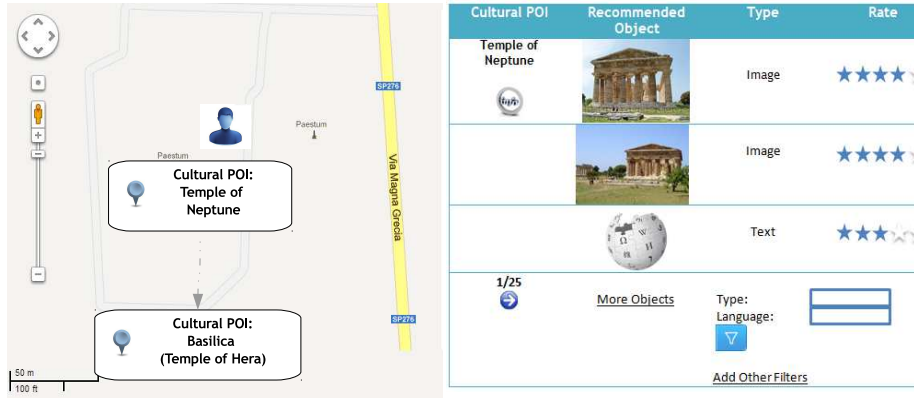 SP276
Paestum
Paestum
Via Magna Grecia
Cultural POI:
Temple of
Neptune
SP276
Cultural POI:
Basilica
(Temple of Hera)
50 m
100 ft
Cultural POI Recommended Type Rate
Object
Temple of
Neptune
Image
Image
Text
1/25
More Objects
Type:
Language:
Add Other Filters